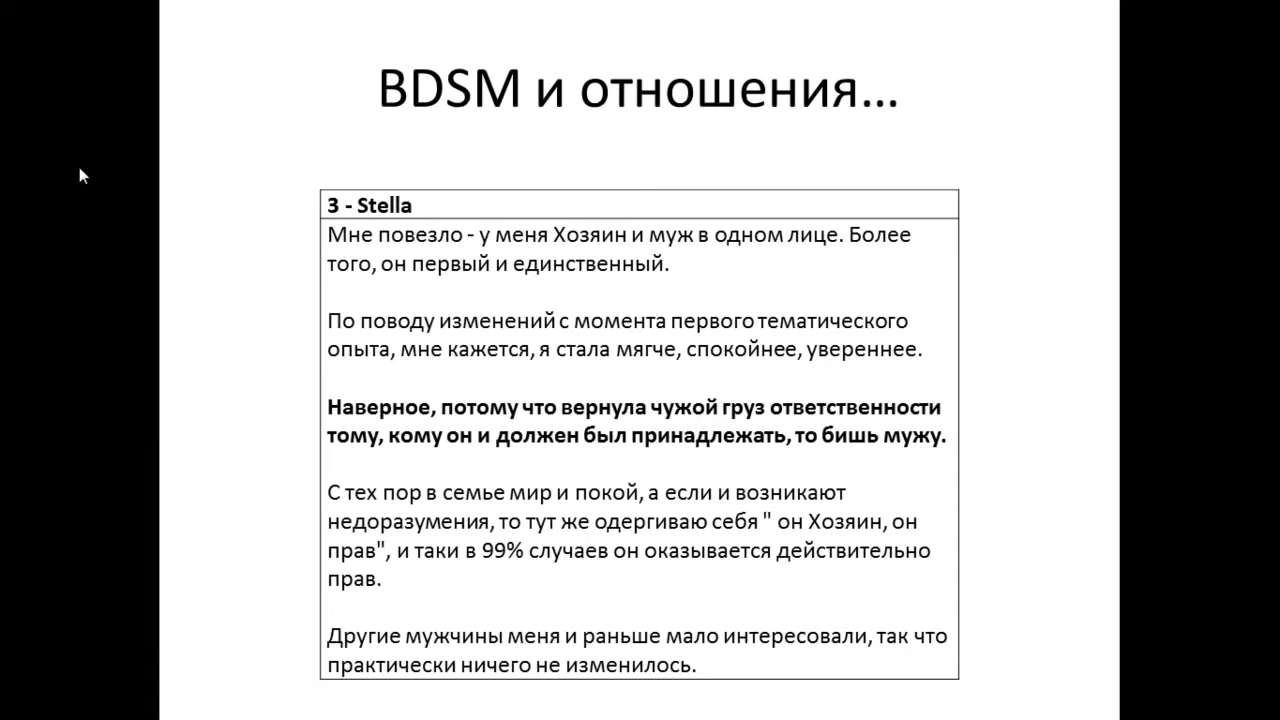 BDSM и отношения...
3 - Stella
Мне повезло - у меня Хозяин и муж в одном лице. Более
того, он первый и единственный.
По поводу изменений с момента первого тематического
опыта, мне кажется, я стала мягче, спокойнее, увереннее.
Наверное, потому что вернула чужой груз ответственности
тому, кому он и должен был принадлежать, то бишь мужу.
С тех пор в семье мир и покой, а если и возникают
недоразумения, то тут же одергиваю себя " он Хозяин, он
прав", и таки в 99% случаев он оказывается действительно
прав.
Другие мужчины меня и раньше мало интересовали, так что
практически ничего не изменилось.